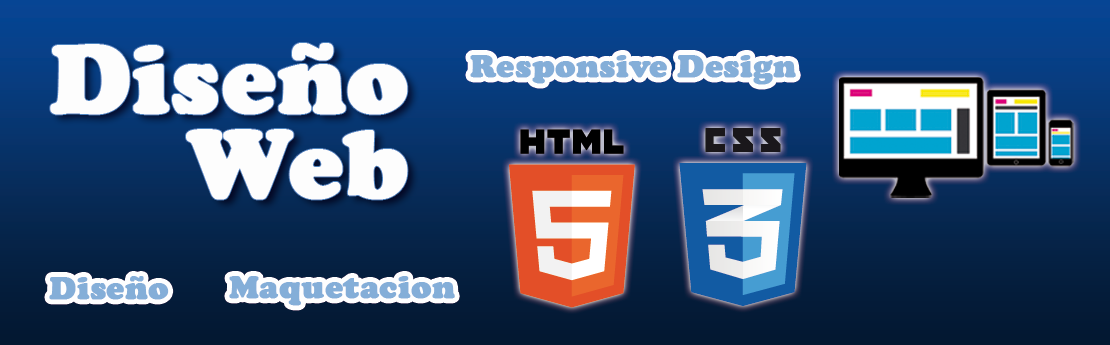 Diseño
Web
Responsive Design
HTML
5
CSS
3
Diseño
Maquetacion